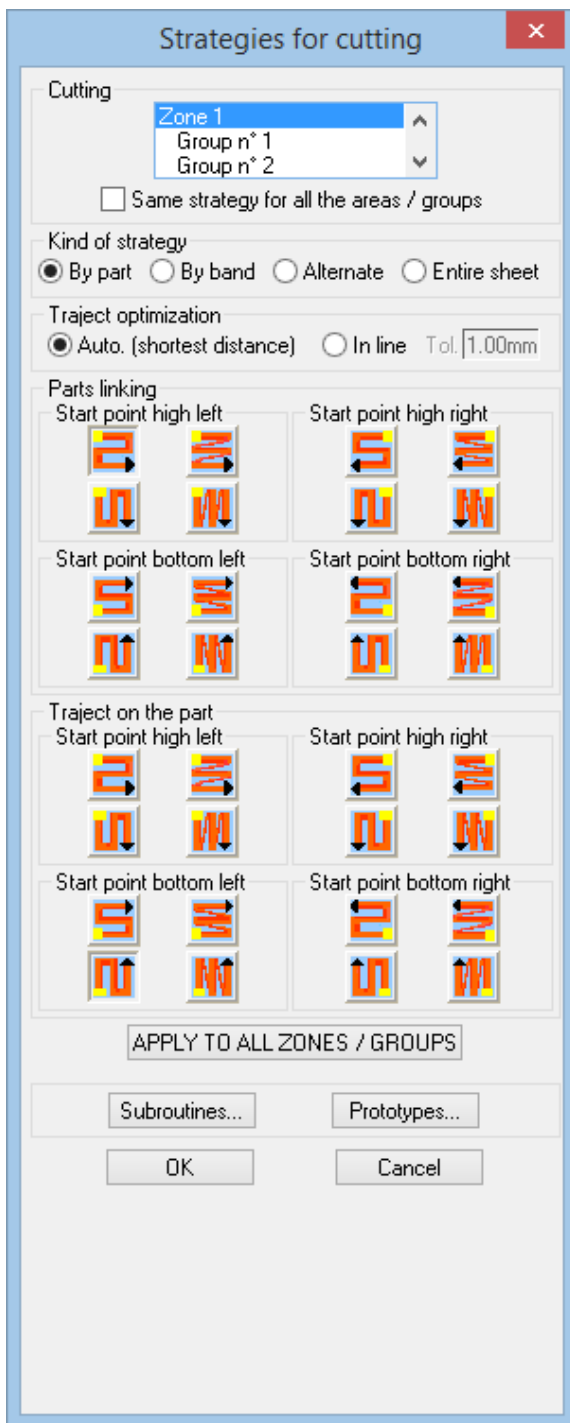 Strategies for cutting
Cutting
Zone 1
Group n° 1
Group n° 2
Same strategy for all the areas / groups
Kind of strategy
By part By band Alternate Entire sheet
Traject optimization
Auto. (shortest distance) In line Tol. 1.00mm
Parts linking
Start point high left Start point high right
Start point bottom left Start point bottom right
Traject on the part
Start point high left Start point high right
Start point bottom left Start point bottom right
APPLY TO ALL ZONES / GROUPS
Subroutines... Prototypes...
OK Cancel